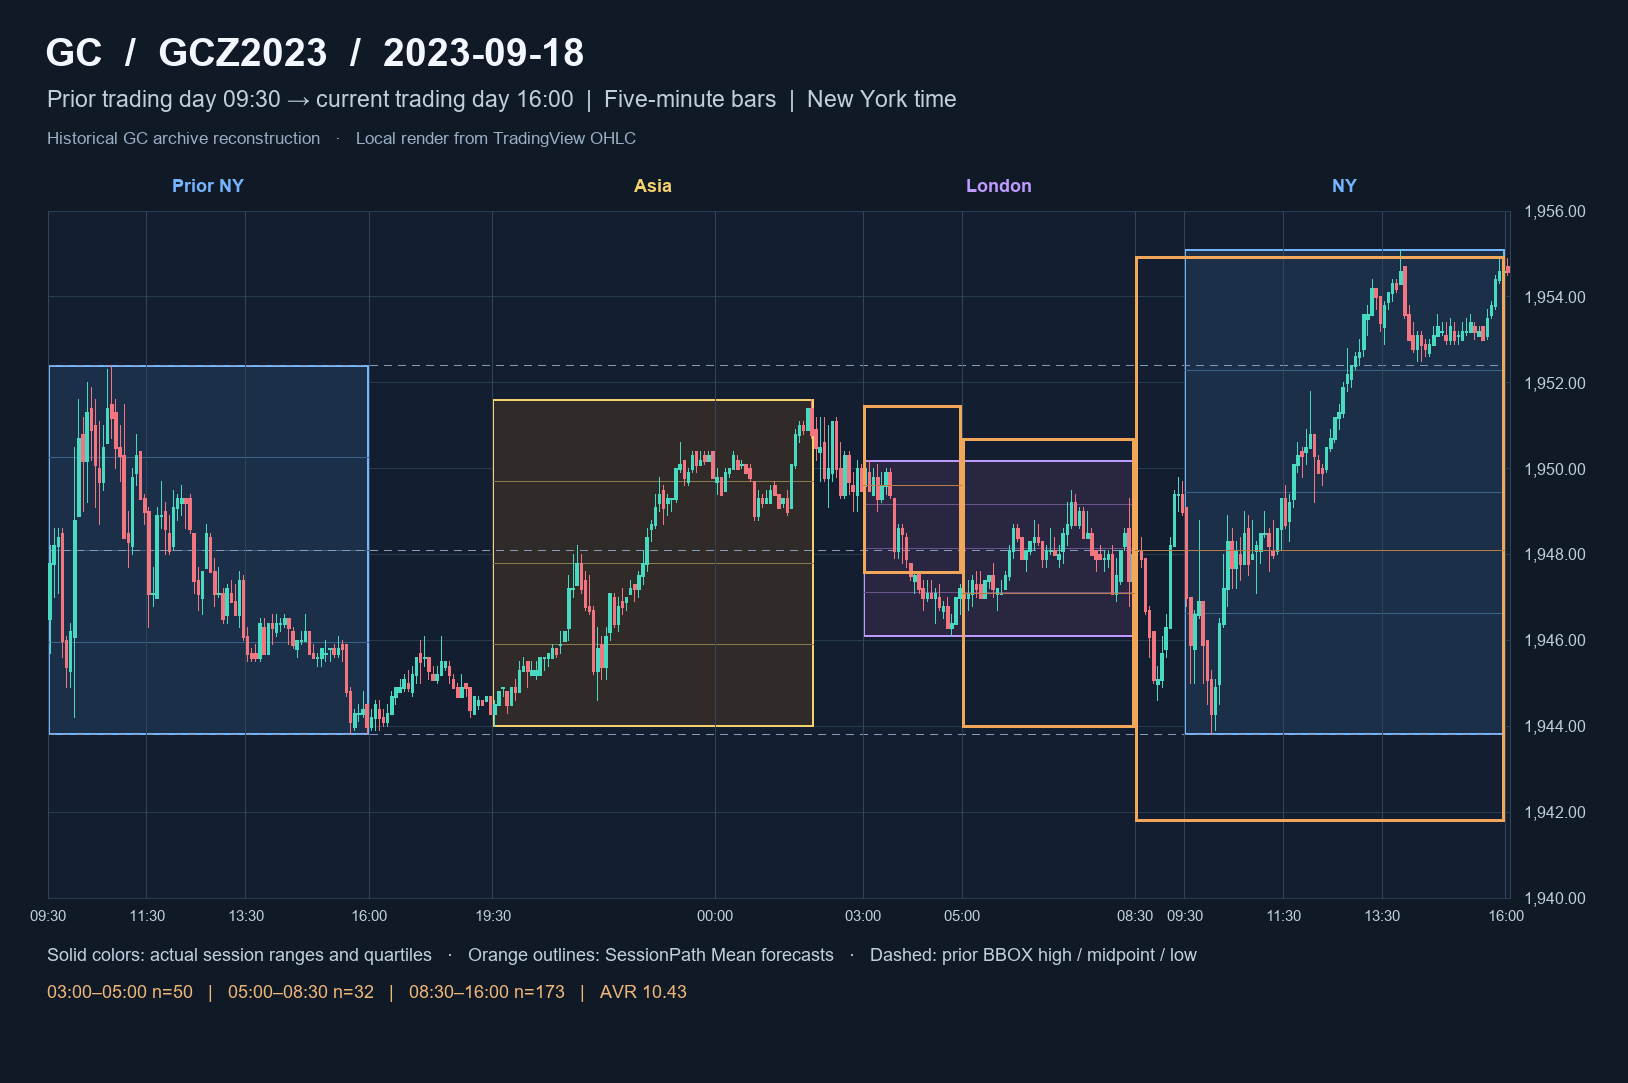 GC / GCZ2023 / 2023-09-18
Prior trading day 09:30 → current trading day 16:00 | Five-minute bars | New York time
Historical GC archive reconstruction · Local render from TradingView OHLC
Prior NY Asia London NY
1,956.00
1,954.00
1,952.00
1,950.00
1,948.00
1,946.00
1,944.00
1,942.00
1,940.00
09:30 11:30 13:30 16:00 19:30 00:00 03:00 05:00 08:30 09:30 11:30 13:30 16:00
Solid colors: actual session ranges and quartiles · Orange outlines: SessionPath Mean forecasts · Dashed: prior BBOX high / midpoint / low
03:00–05:00 n=50 | 05:00–08:30 n=32 | 08:30–16:00 n=173 | AVR 10.43